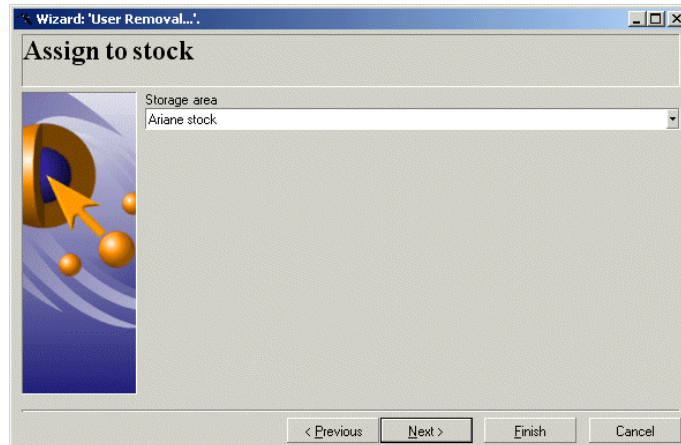 Wizard: 'User Removal...'.
Assign to stock
Storage area
Ariane stock
< Previous
Next >
Finish
Cancel